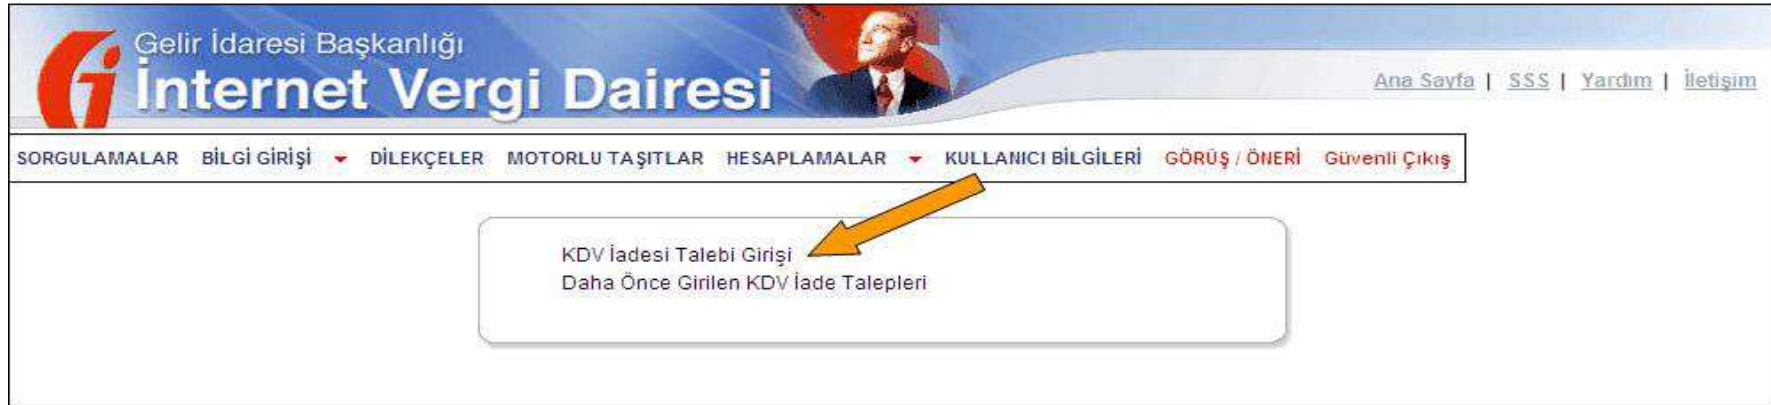 Gelir İdaresi Başkanlığı
İnternet Vergi Dairesi
Ana Sayfa | SSS | Yardım | İletişim
SORGULAMALAR BİLGİ GİRİŞİ DİLEKÇELER MOTORLU TAŞITLAR HESAPLAMALAR KULLANICI BİLGİLERİ GÖRÜŞ / ÖNERİ Güvenli Çıkış
KDV İadesi Talebi Girişi
Daha Önce Girilen KDV İade Talepleri